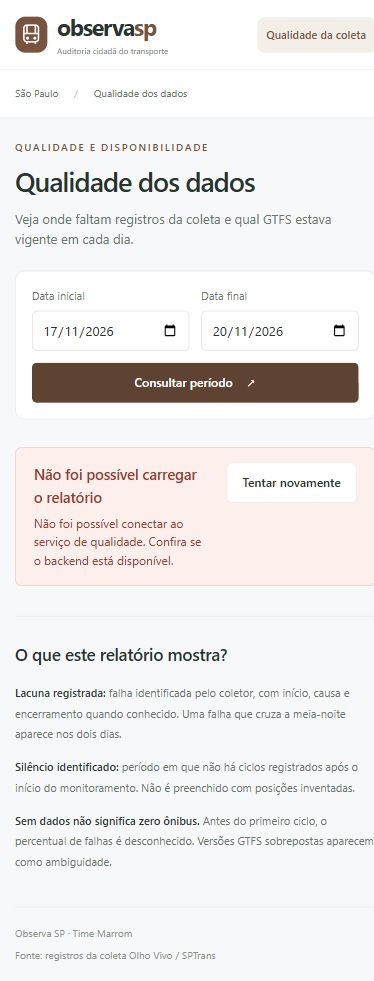 observasp
Auditoria cidadã do transporte
Qualidade da coleta
São Paulo / Qualidade dos dados
QUALIDADE E DISPONIBILIDADE
Qualidade dos dados
Veja onde faltam registros da coleta e qual GTFS estava
vigente em cada dia.
Data inicial
Data final
17/11/2026
20/11/2026
Consultar período ↗
Não foi possível carregar
o relatório
Tentar novamente
Não foi possível conectar ao
serviço de qualidade. Confira se
o backend está disponível.
O que este relatório mostra?
Lacuna registrada: falha identificada pelo coletor, com início, causa e
encerramento quando conhecido. Uma falha que cruza a meia-noite
aparece nos dois dias.
Silêncio identificado: período em que não há ciclos registrados após o
início do monitoramento. Não é preenchido com posições inventadas.
Sem dados não significa zero ônibus. Antes do primeiro ciclo, o
percentual de falhas é desconhecido. Versões GTFS sobrepostas aparecem
como ambiguidade.
Observa SP · Time Marrom
Fonte: registros da coleta Olho Vivo / SPTrans